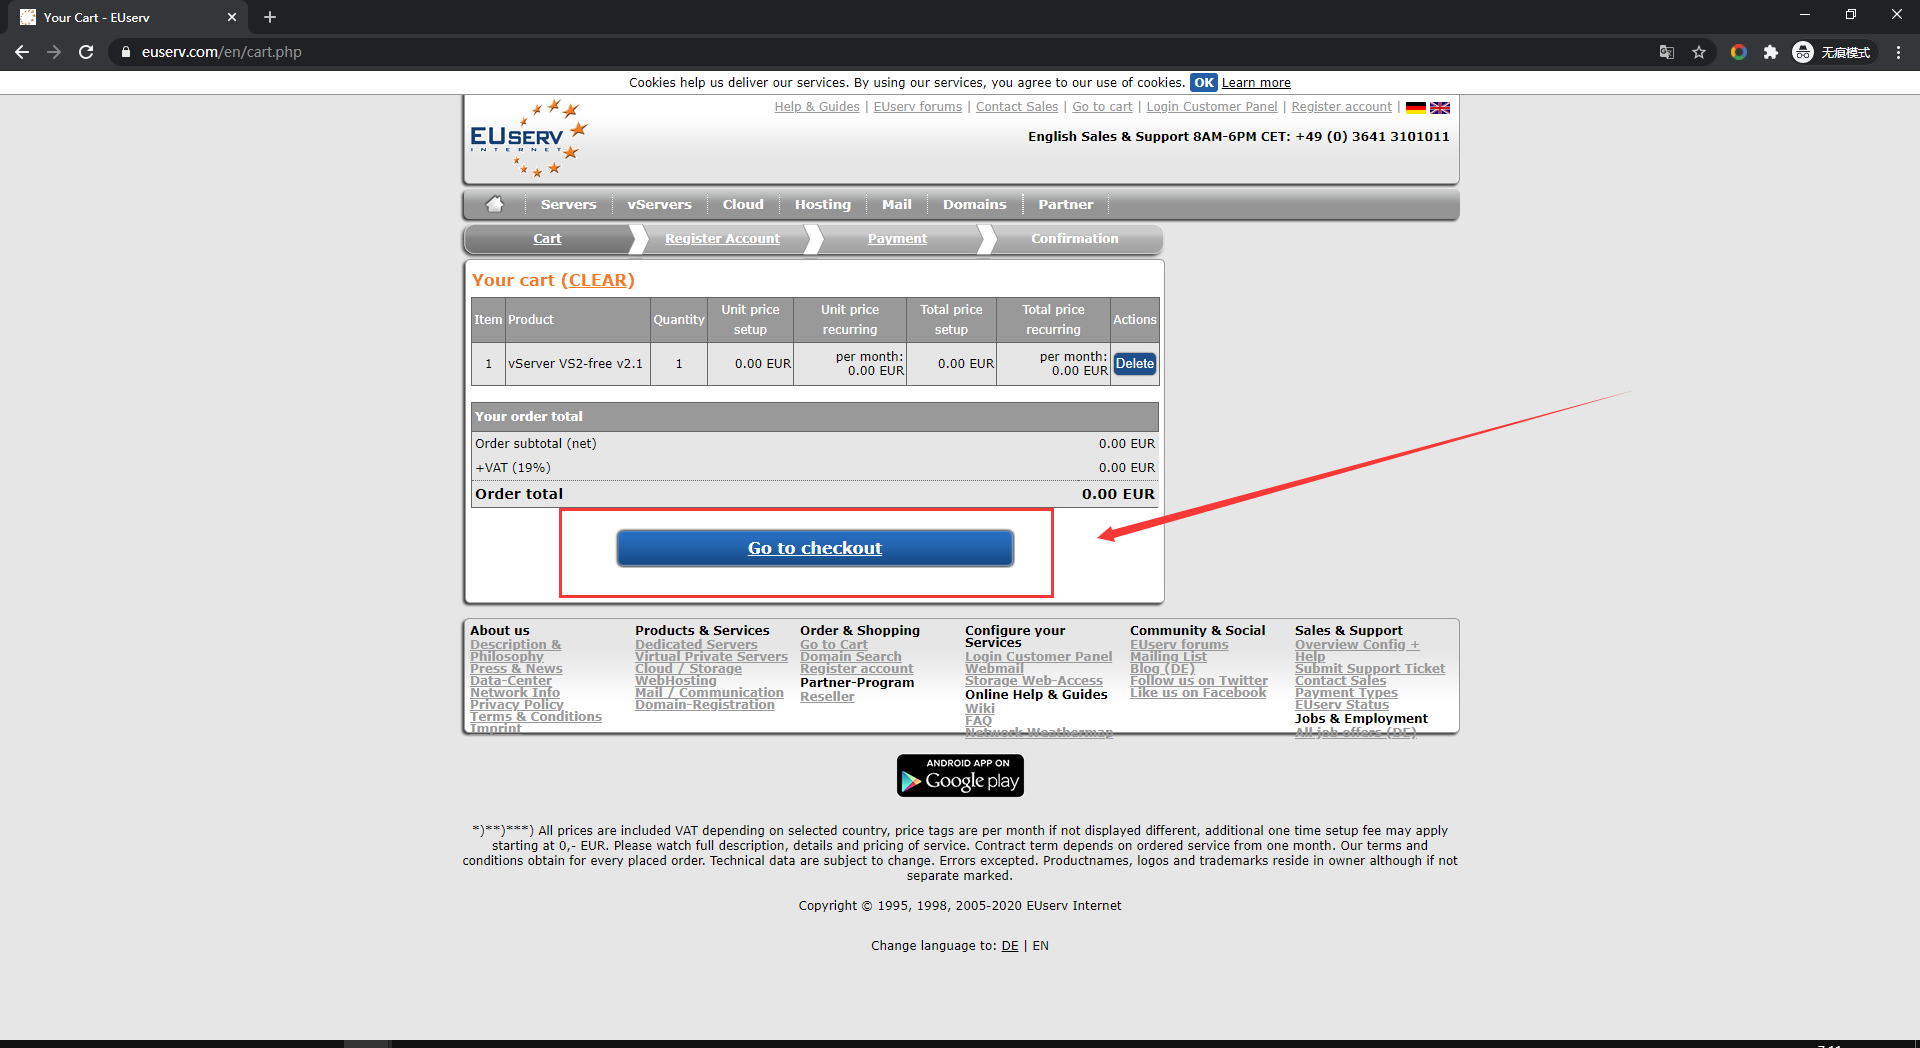 Your Cart - EUserv
euserv.com/en/cart.php
无痕模式
Cookies help us deliver our services. By using our services, you agree to our use of cookies. OK Learn more
Help & Guides | EUserv forums | Contact Sales | Go to cart | Login Customer Panel | Register account |
EUSERV
INTERNET
English Sales & Support 8AM-6PM CET: +49 (0) 3641 3101011
Servers vServers Cloud Hosting Mail Domains Partner
Cart Register Account Payment Confirmation
Your cart (CLEAR)
Item Product Quantity Unit price setup Unit price recurring Total price setup Total price recurring Actions
1 vServer VS2-free v2.1 1 0.00 EUR per month: 0.00 EUR 0.00 EUR per month: 0.00 EUR Delete
Your order total
Order subtotal (net) 0.00 EUR
+VAT (19%) 0.00 EUR
Order total 0.00 EUR
Go to checkout
About us
Description &
Philosophy
Press & News
Data-Center
Network Info
Privacy Policy
Terms & Conditions
Imprint
Products & Services
Dedicated Servers
Virtual Private Servers
Cloud / Storage
WebHosting
Mail / Communication
Domain-Registration
Order & Shopping
Go to Cart
Domain Search
Register account
Partner-Program
Reseller
Configure your
Services
Login Customer Panel
Webmail
Storage Web-Access
Online Help & Guides
Wiki
FAQ
Network Weathermap
Community & Social
EUserv forums
Mailing List
Blog (DE)
Follow us on Twitter
Like us on Facebook
Sales & Support
Overview Config +
Help
Submit Support Ticket
Contact Sales
Payment Types
EUserv Status
Jobs & Employment
All job offers (DE)
ANDROID APP ON
Google play
*)**)***) All prices are included VAT depending on selected country, price tags are per month if not displayed different, additional one time setup fee may apply
starting at 0,- EUR. Please watch full description, details and pricing of service. Contract term depends on ordered service from one month. Our terms and
conditions obtain for every placed order. Technical data are subject to change. Errors excepted. Productnames, logos and trademarks reside in owner although if not
separate marked.
Copyright © 1995, 1998, 2005-2020 EUserv Internet
Change language to: DE | EN